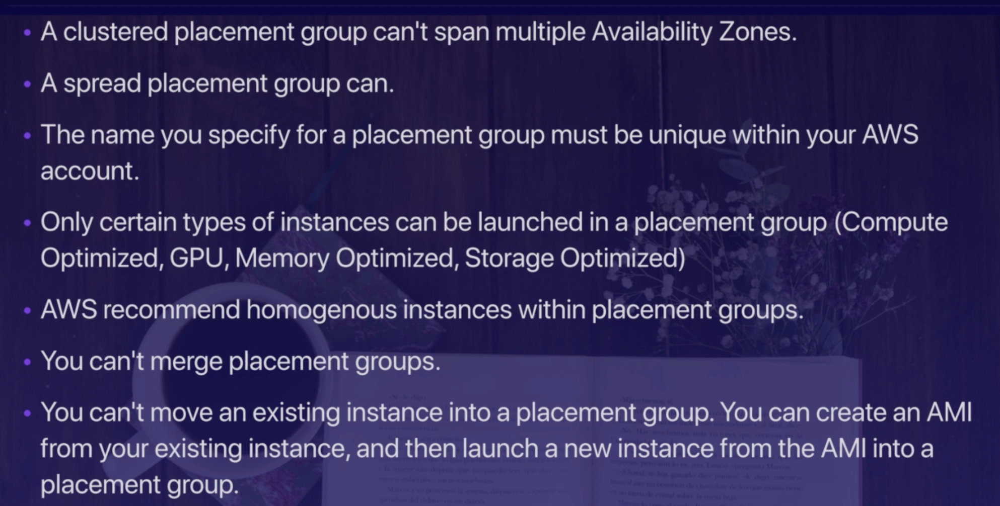 • A clustered placement group can't span multiple Availability Zones.
• A spread placement group can.
• The name you specify for a placement group must be unique within your AWS
account.
• Only certain types of instances can be launched in a placement group (Compute
Optimized, GPU, Memory Optimized, Storage Optimized)
• AWS recommend homogenous instances within placement groups.
• You can't merge placement groups.
• You can't move an existing instance into a placement group. You can create an AMI
from your existing instance, and then launch a new instance from the AMI into a
placement group.